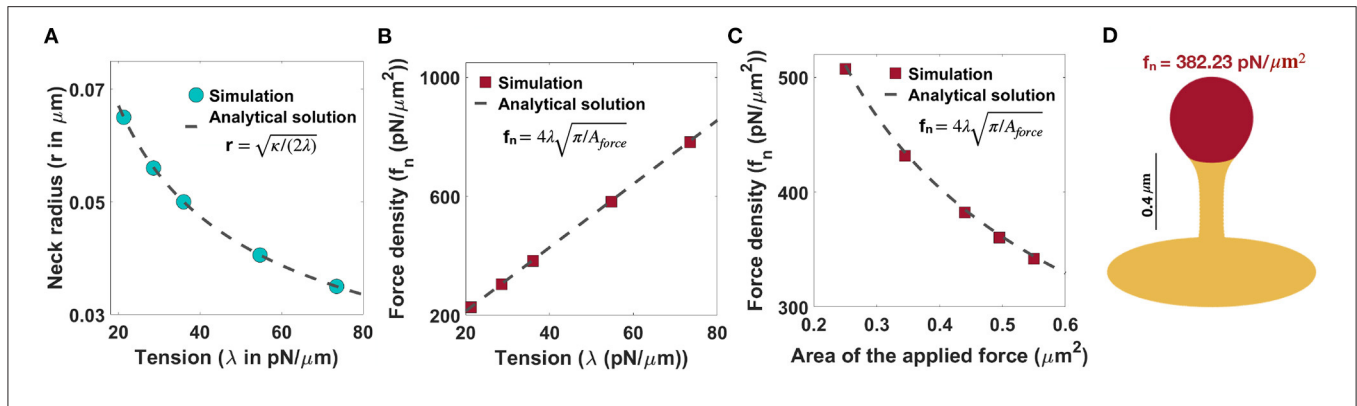 A
Neck radius (r in μm)
0.07
0.05
0.03
Simulation
Analytical solution
r = √κ/(2λ)
20 40 60 80
Tension (λ in pN/μm)
B
Force density (fn (pN/μm²))
1000
600
200
Simulation
Analytical solution
fn = 4λ√π/Aforce
20 40 60 80
Tension (λ (pN/μm))
C
Force density (fn (pN/μm²))
500
400
300
Simulation
Analytical solution
fn = 4λ√π/Aforce
0.2 0.3 0.4 0.5 0.6
Area of the applied force (μm²)
D
fn = 382.23 pN/μm²
0.4 μm